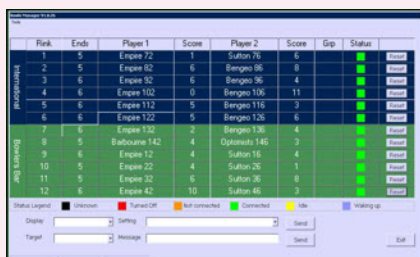 Bowls Manager V1.0.26
Tools
Rink Ends Player 1 Score Player 2 Score Grp Status
International
1 5 Empire 72 1 Sutton 76 6 Reset
2 5 Empire 82 6 Bengeo 86 8 Reset
3 6 Empire 92 6 Bengeo 96 4 Reset
4 6 Empire 102 0 Bengeo 106 11 Reset
5 6 Empire 112 5 Bengeo 116 3 Reset
6 6 Empire 122 5 Bengeo 126 6 Reset
Bowlers Bar
7 6 Empire 132 2 Bengeo 136 4 Reset
8 5 Barbourne 142 4 Optomists 146 3 Reset
9 6 Empire 12 4 Sutton 16 4 Reset
10 5 Empire 22 4 Sutton 26 1 Reset
11 5 Empire 32 6 Sutton 36 8 Reset
12 6 Empire 42 10 Sutton 46 3 Reset
Status Legend Unknown Turned Off Not connected Connected Idle Waking up
Display Setting Send
Target Message Send Exit